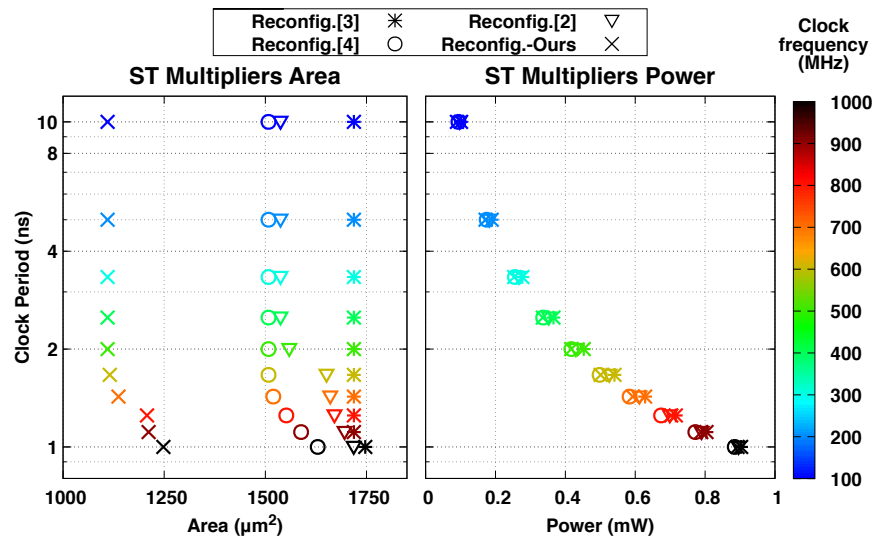 Reconfig.[3] Reconfig.[2]
Reconfig.[4] Reconfig.-Ours
Clock
frequency
(MHz)
ST Multipliers Area
ST Multipliers Power
Clock Period (ns)
10
8
4
2
1
1000 1250 1500 1750
Area (µm²)
0 0.2 0.4 0.6 0.8 1
Power (mW)
1000
900
800
700
600
500
400
300
200
100